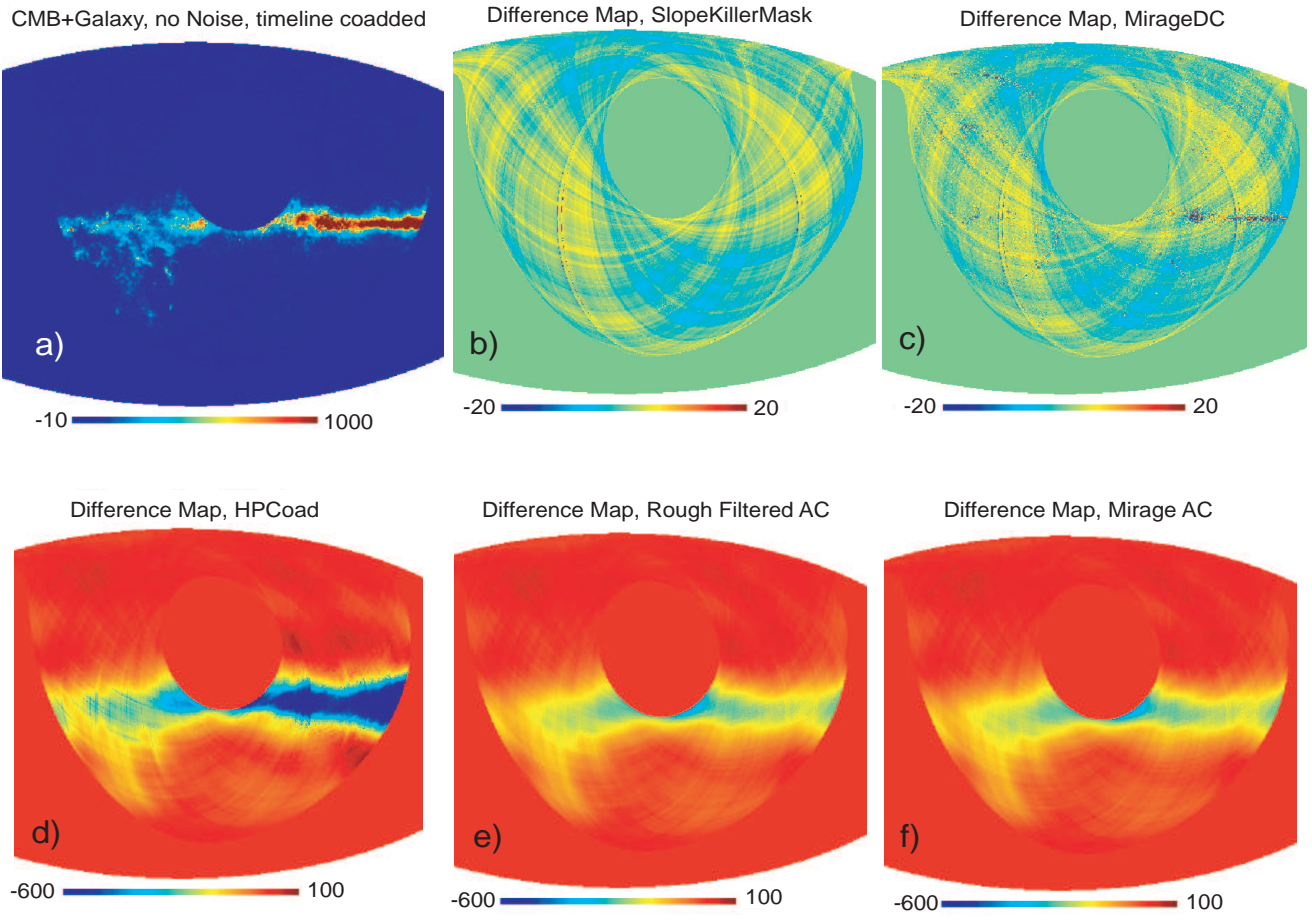 CMB+Galaxy, no Noise, timeline coadded
Difference Map, SlopeKillerMask
Difference Map, MirageDC
a)
b)
c)
-10
1000
-20
20
-20
20
Difference Map, HPCoad
Difference Map, Rough Filtered AC
Difference Map, Mirage AC
d)
e)
f)
-600
100
-600
100
-600
100